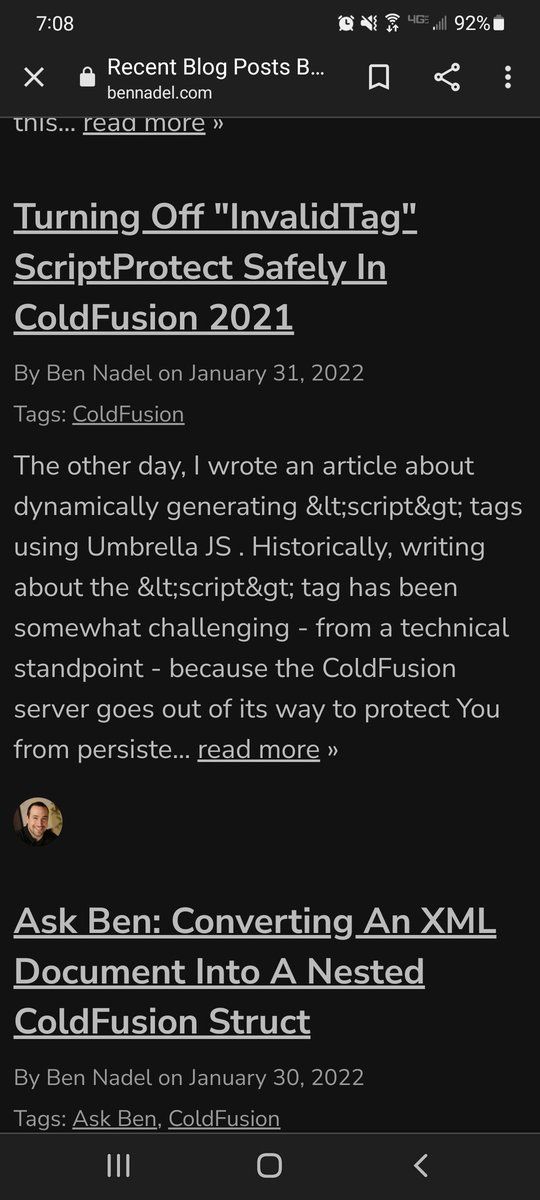 7:08
4GE 92%
Recent Blog Posts B...
bennadel.com
this... read more »
Turning Off "InvalidTag"
ScriptProtect Safely In
ColdFusion 2021
By Ben Nadel on January 31, 2022
Tags: ColdFusion
The other day, I wrote an article about
dynamically generating &lt;script&gt; tags
using Umbrella JS . Historically, writing
about the &lt;script&gt; tag has been
somewhat challenging - from a technical
standpoint - because the ColdFusion
server goes out of its way to protect You
from persiste... read more »
Ask Ben: Converting An XML
Document Into A Nested
ColdFusion Struct
By Ben Nadel on January 30, 2022
Tags: Ask Ben, ColdFusion